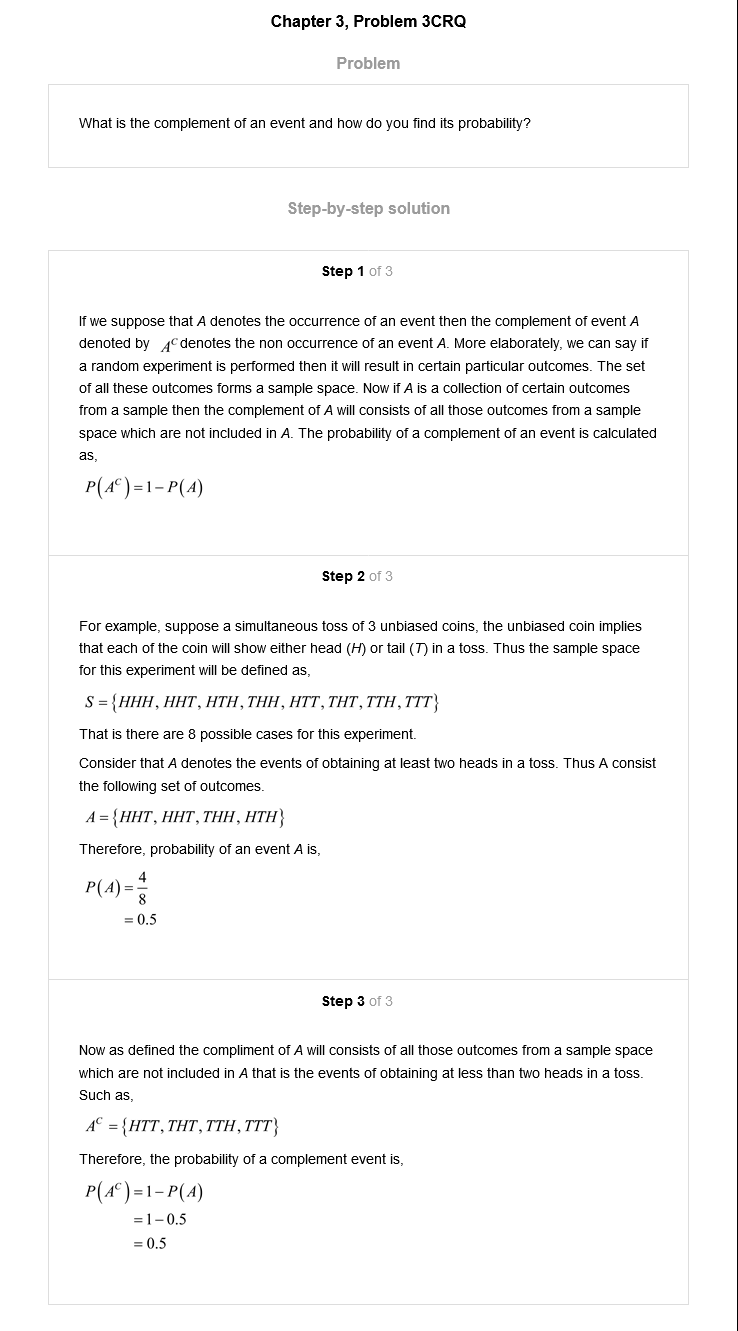 Chapter 3, Problem 3CRQ
Problem
What is the complement of an event and how do you find its probability?
Step-by-step solution
Step 1 of 3
If we suppose that A denotes the occurrence of an event then the complement of event A
denoted by A^C denotes the non occurrence of an event A. More elaborately, we can say if
a random experiment is performed then it will result in certain particular outcomes. The set
of all these outcomes forms a sample space. Now if A is a collection of certain outcomes
from a sample then the complement of A will consists of all those outcomes from a sample
space which are not included in A. The probability of a complement of an event is calculated
as,
P(A^C) = 1 − P(A)
Step 2 of 3
For example, suppose a simultaneous toss of 3 unbiased coins, the unbiased coin implies
that each of the coin will show either head (H) or tail (T) in a toss. Thus the sample space
for this experiment will be defined as,
S = {HHH, HHT, HTH, THH, HTT, THT, TTH, TTT}
That is there are 8 possible cases for this experiment.
Consider that A denotes the events of obtaining at least two heads in a toss. Thus A consist
the following set of outcomes.
A = {HHT, HHT, THH, HTH}
Therefore, probability of an event A is,
P(A) = 4/8
= 0.5
Step 3 of 3
Now as defined the compliment of A will consists of all those outcomes from a sample space
which are not included in A that is the events of obtaining at less than two heads in a toss.
Such as,
A^C = {HTT, THT, TTH, TTT}
Therefore, the probability of a complement event is,
P(A^C) = 1 − P(A)
= 1 − 0.5
= 0.5